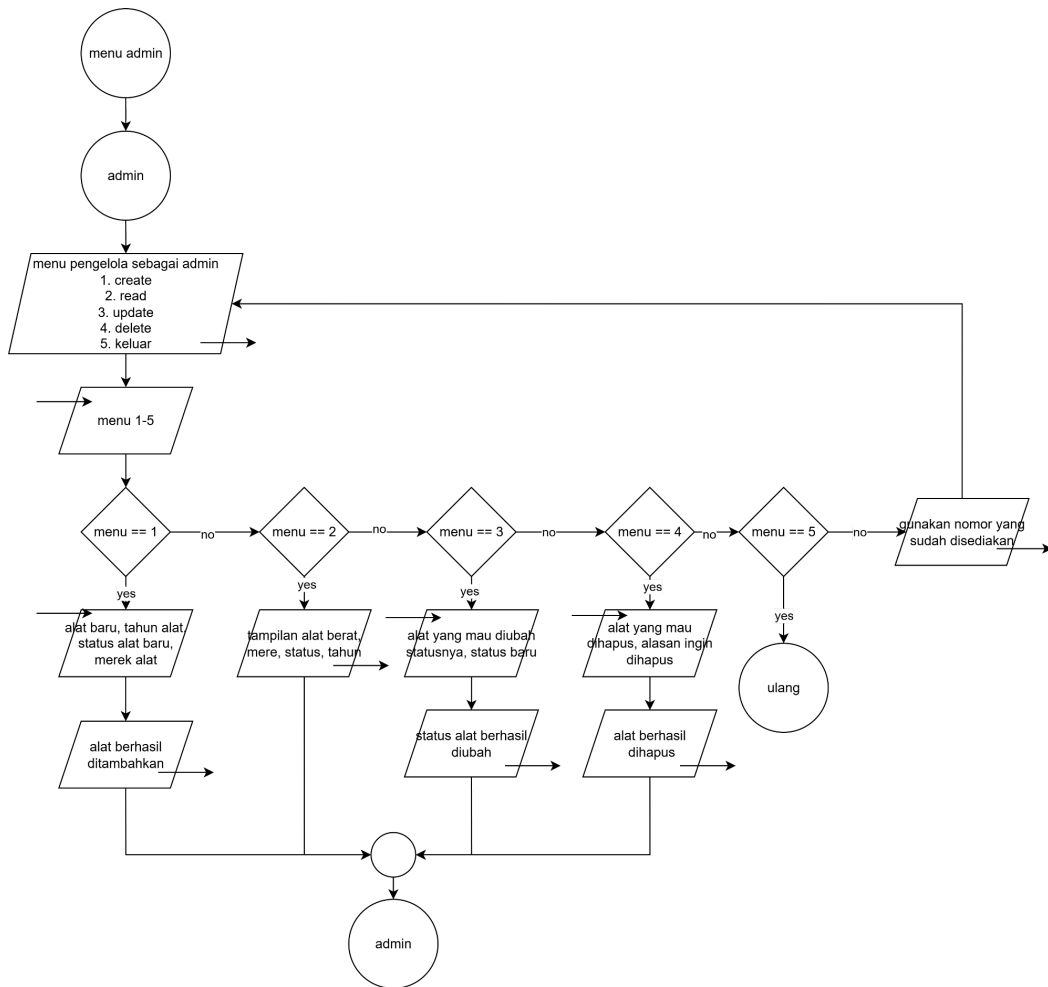 menu admin
admin
menu pengelola sebagai admin
1. create
2. read
3. update
4. delete
5. keluar
menu 1-5
menu == 1
no
menu == 2
no
menu == 3
no
menu == 4
no
menu == 5
no
gunakan nomor yang
sudah disediakan
yes
yes
yes
yes
yes
alat baru, tahun alat,
status alat baru,
merek alat
tampilan alat berat,
mere, status, tahun
alat yang mau diubah
statusnya, status baru
alat yang mau
dihapus, alasan ingin
dihapus
ulang
alat berhasil
ditambahkan
status alat berhasil
diubah
alat berhasil
dihapus
admin